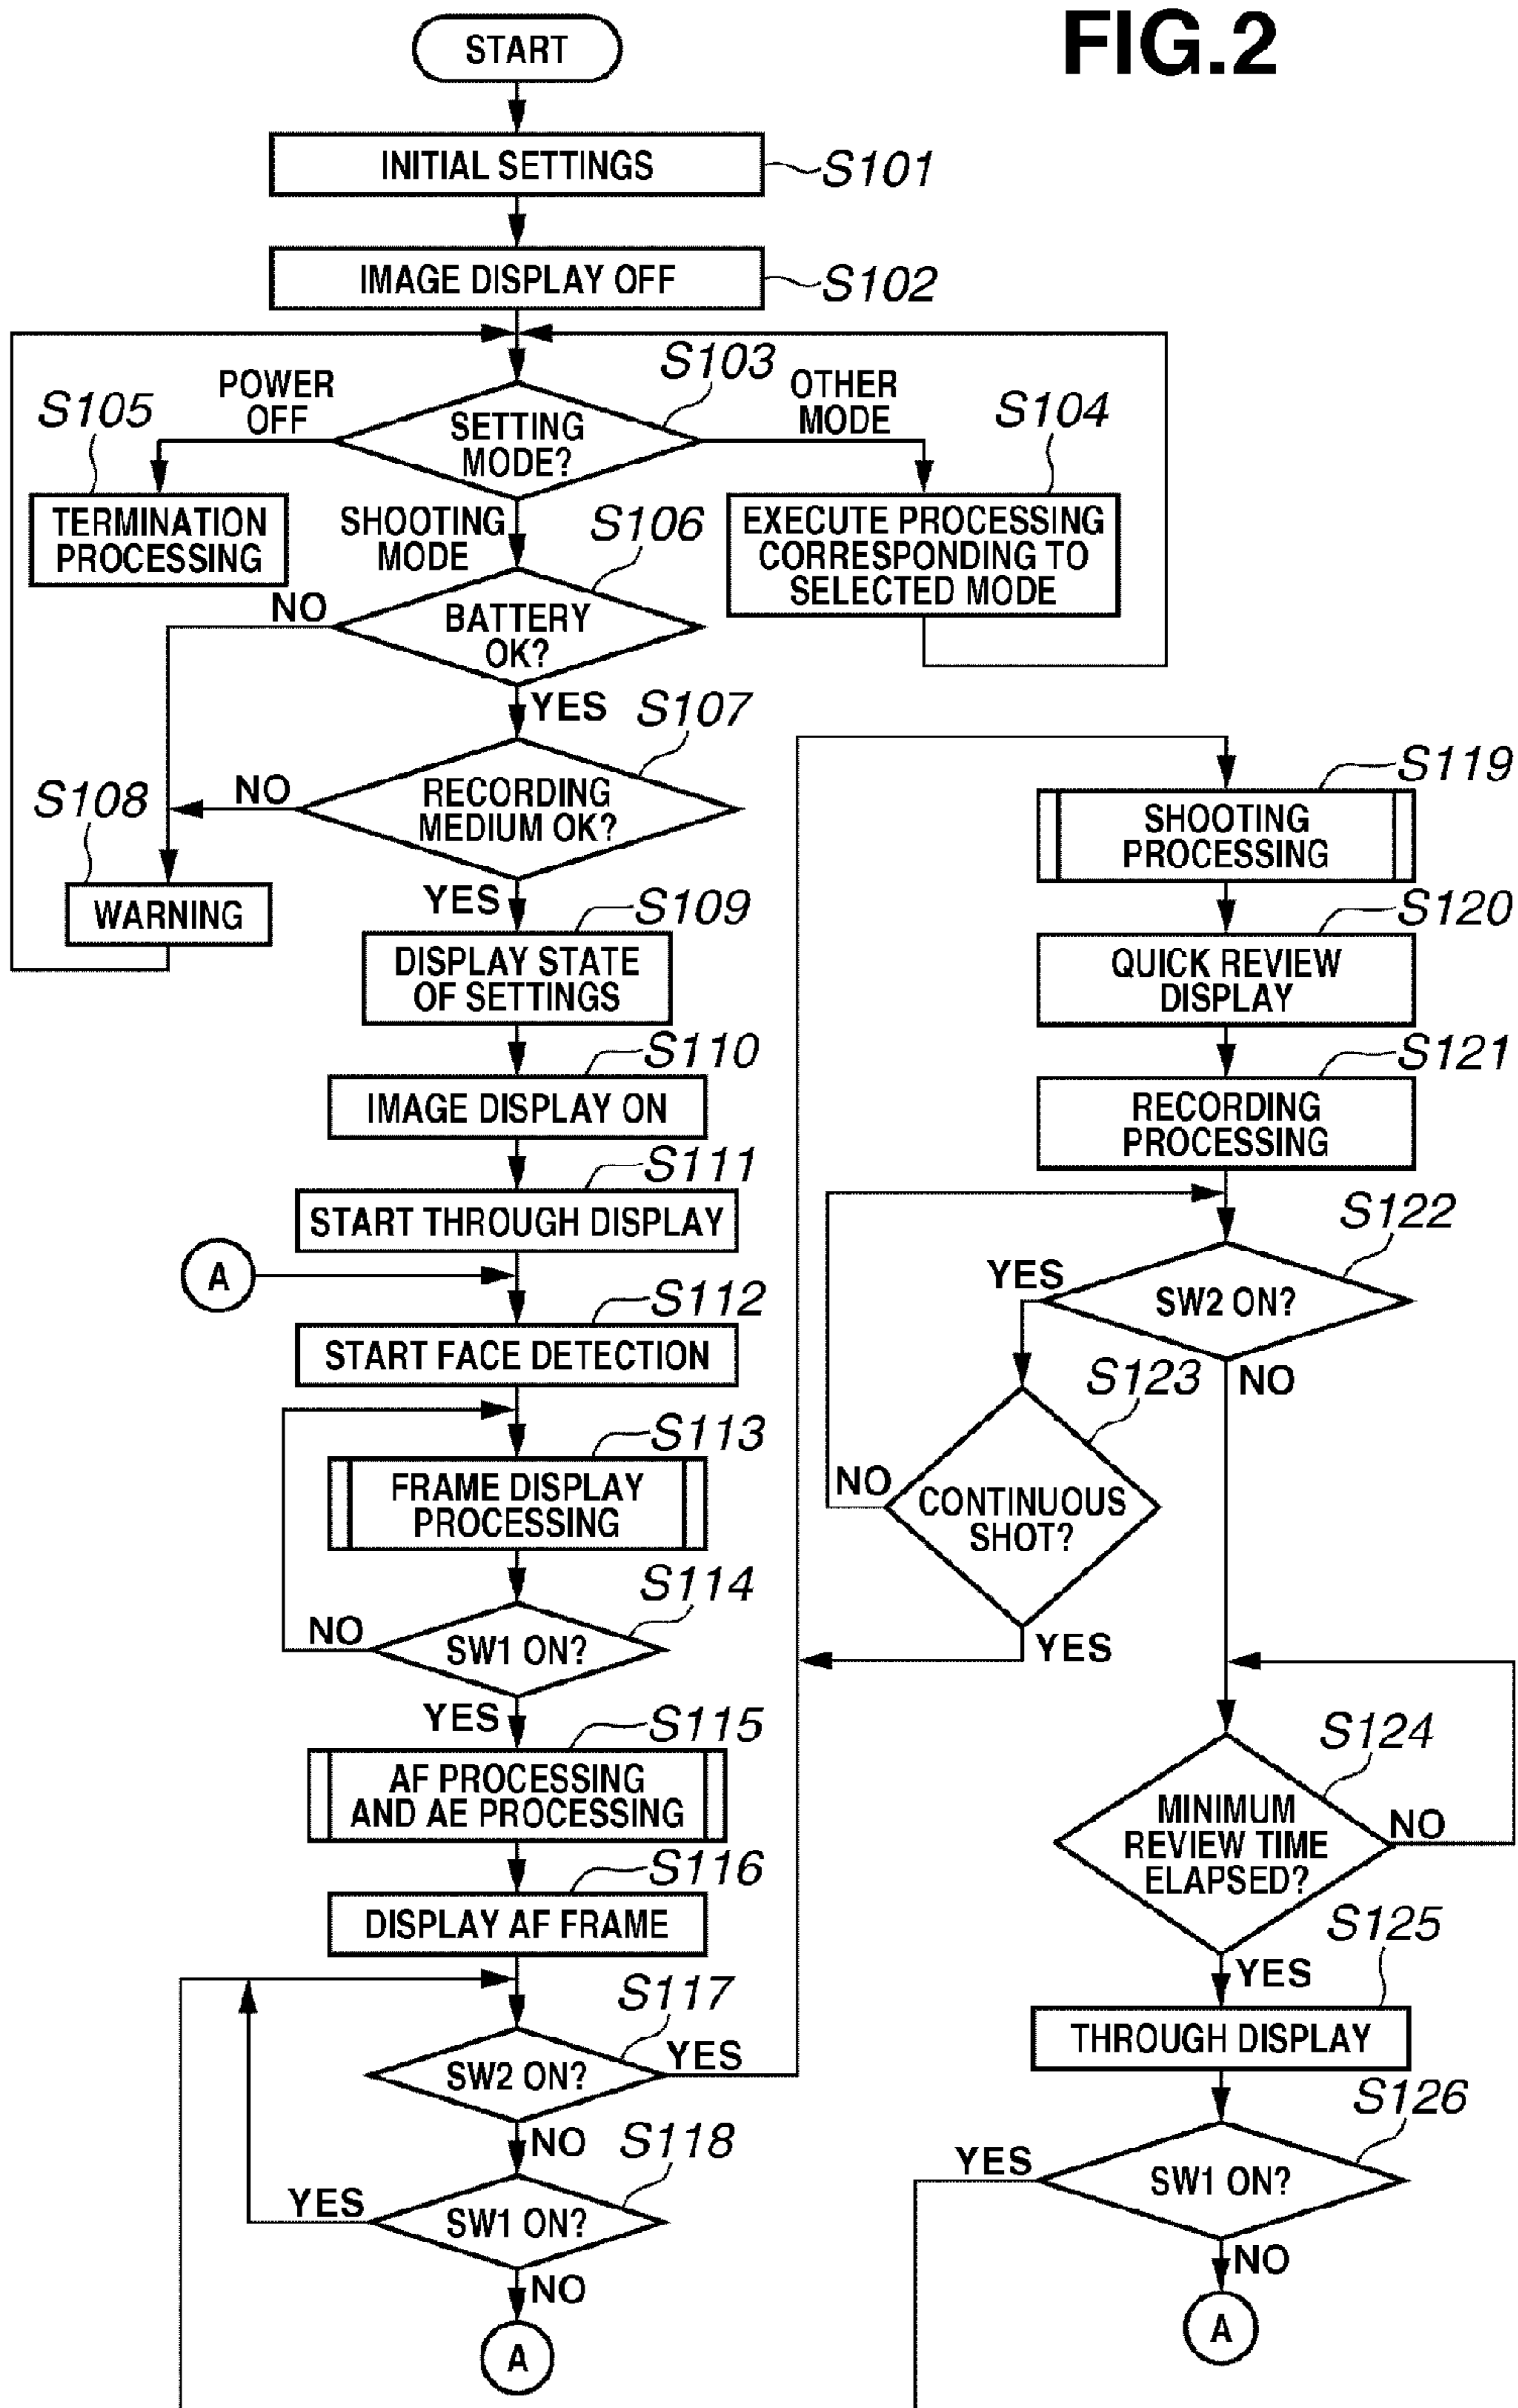 FIG.2
START
INITIAL SETTINGS
S101
IMAGE DISPLAY OFF
S102
S103
SETTING
MODE?
POWER
OFF
OTHER
MODE
S105
TERMINATION
PROCESSING
S104
EXECUTE PROCESSING
CORRESPONDING TO
SELECTED MODE
SHOOTING
MODE
S106
BATTERY
OK?
NO
YES
S107
RECORDING
MEDIUM OK?
NO
S108
WARNING
YES
S109
DISPLAY STATE
OF SETTINGS
S110
IMAGE DISPLAY ON
S111
START THROUGH DISPLAY
A
S112
START FACE DETECTION
S113
FRAME DISPLAY
PROCESSING
S114
SW1 ON?
NO
YES
S115
AF PROCESSING
AND AE PROCESSING
S116
DISPLAY AF FRAME
S117
SW2 ON?
YES
NO
S118
SW1 ON?
YES
NO
A
S119
SHOOTING
PROCESSING
S120
QUICK REVIEW
DISPLAY
S121
RECORDING
PROCESSING
S122
SW2 ON?
YES
NO
S123
CONTINUOUS
SHOT?
NO
YES
S124
MINIMUM
REVIEW TIME
ELAPSED?
NO
YES
S125
THROUGH DISPLAY
S126
SW1 ON?
YES
NO
A